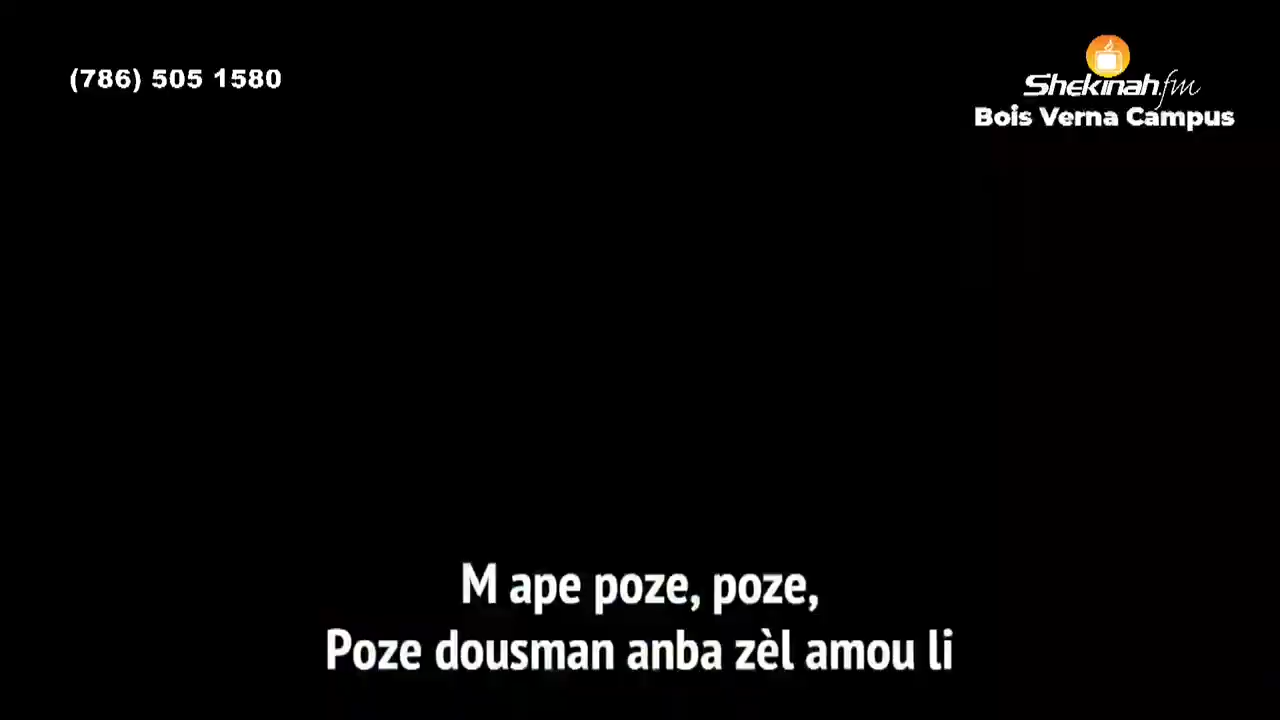 (786) 505 1580
Shekinah.fm
Bois Verna Campus
M ape poze, poze,
Poze dousman anba zèl amou li